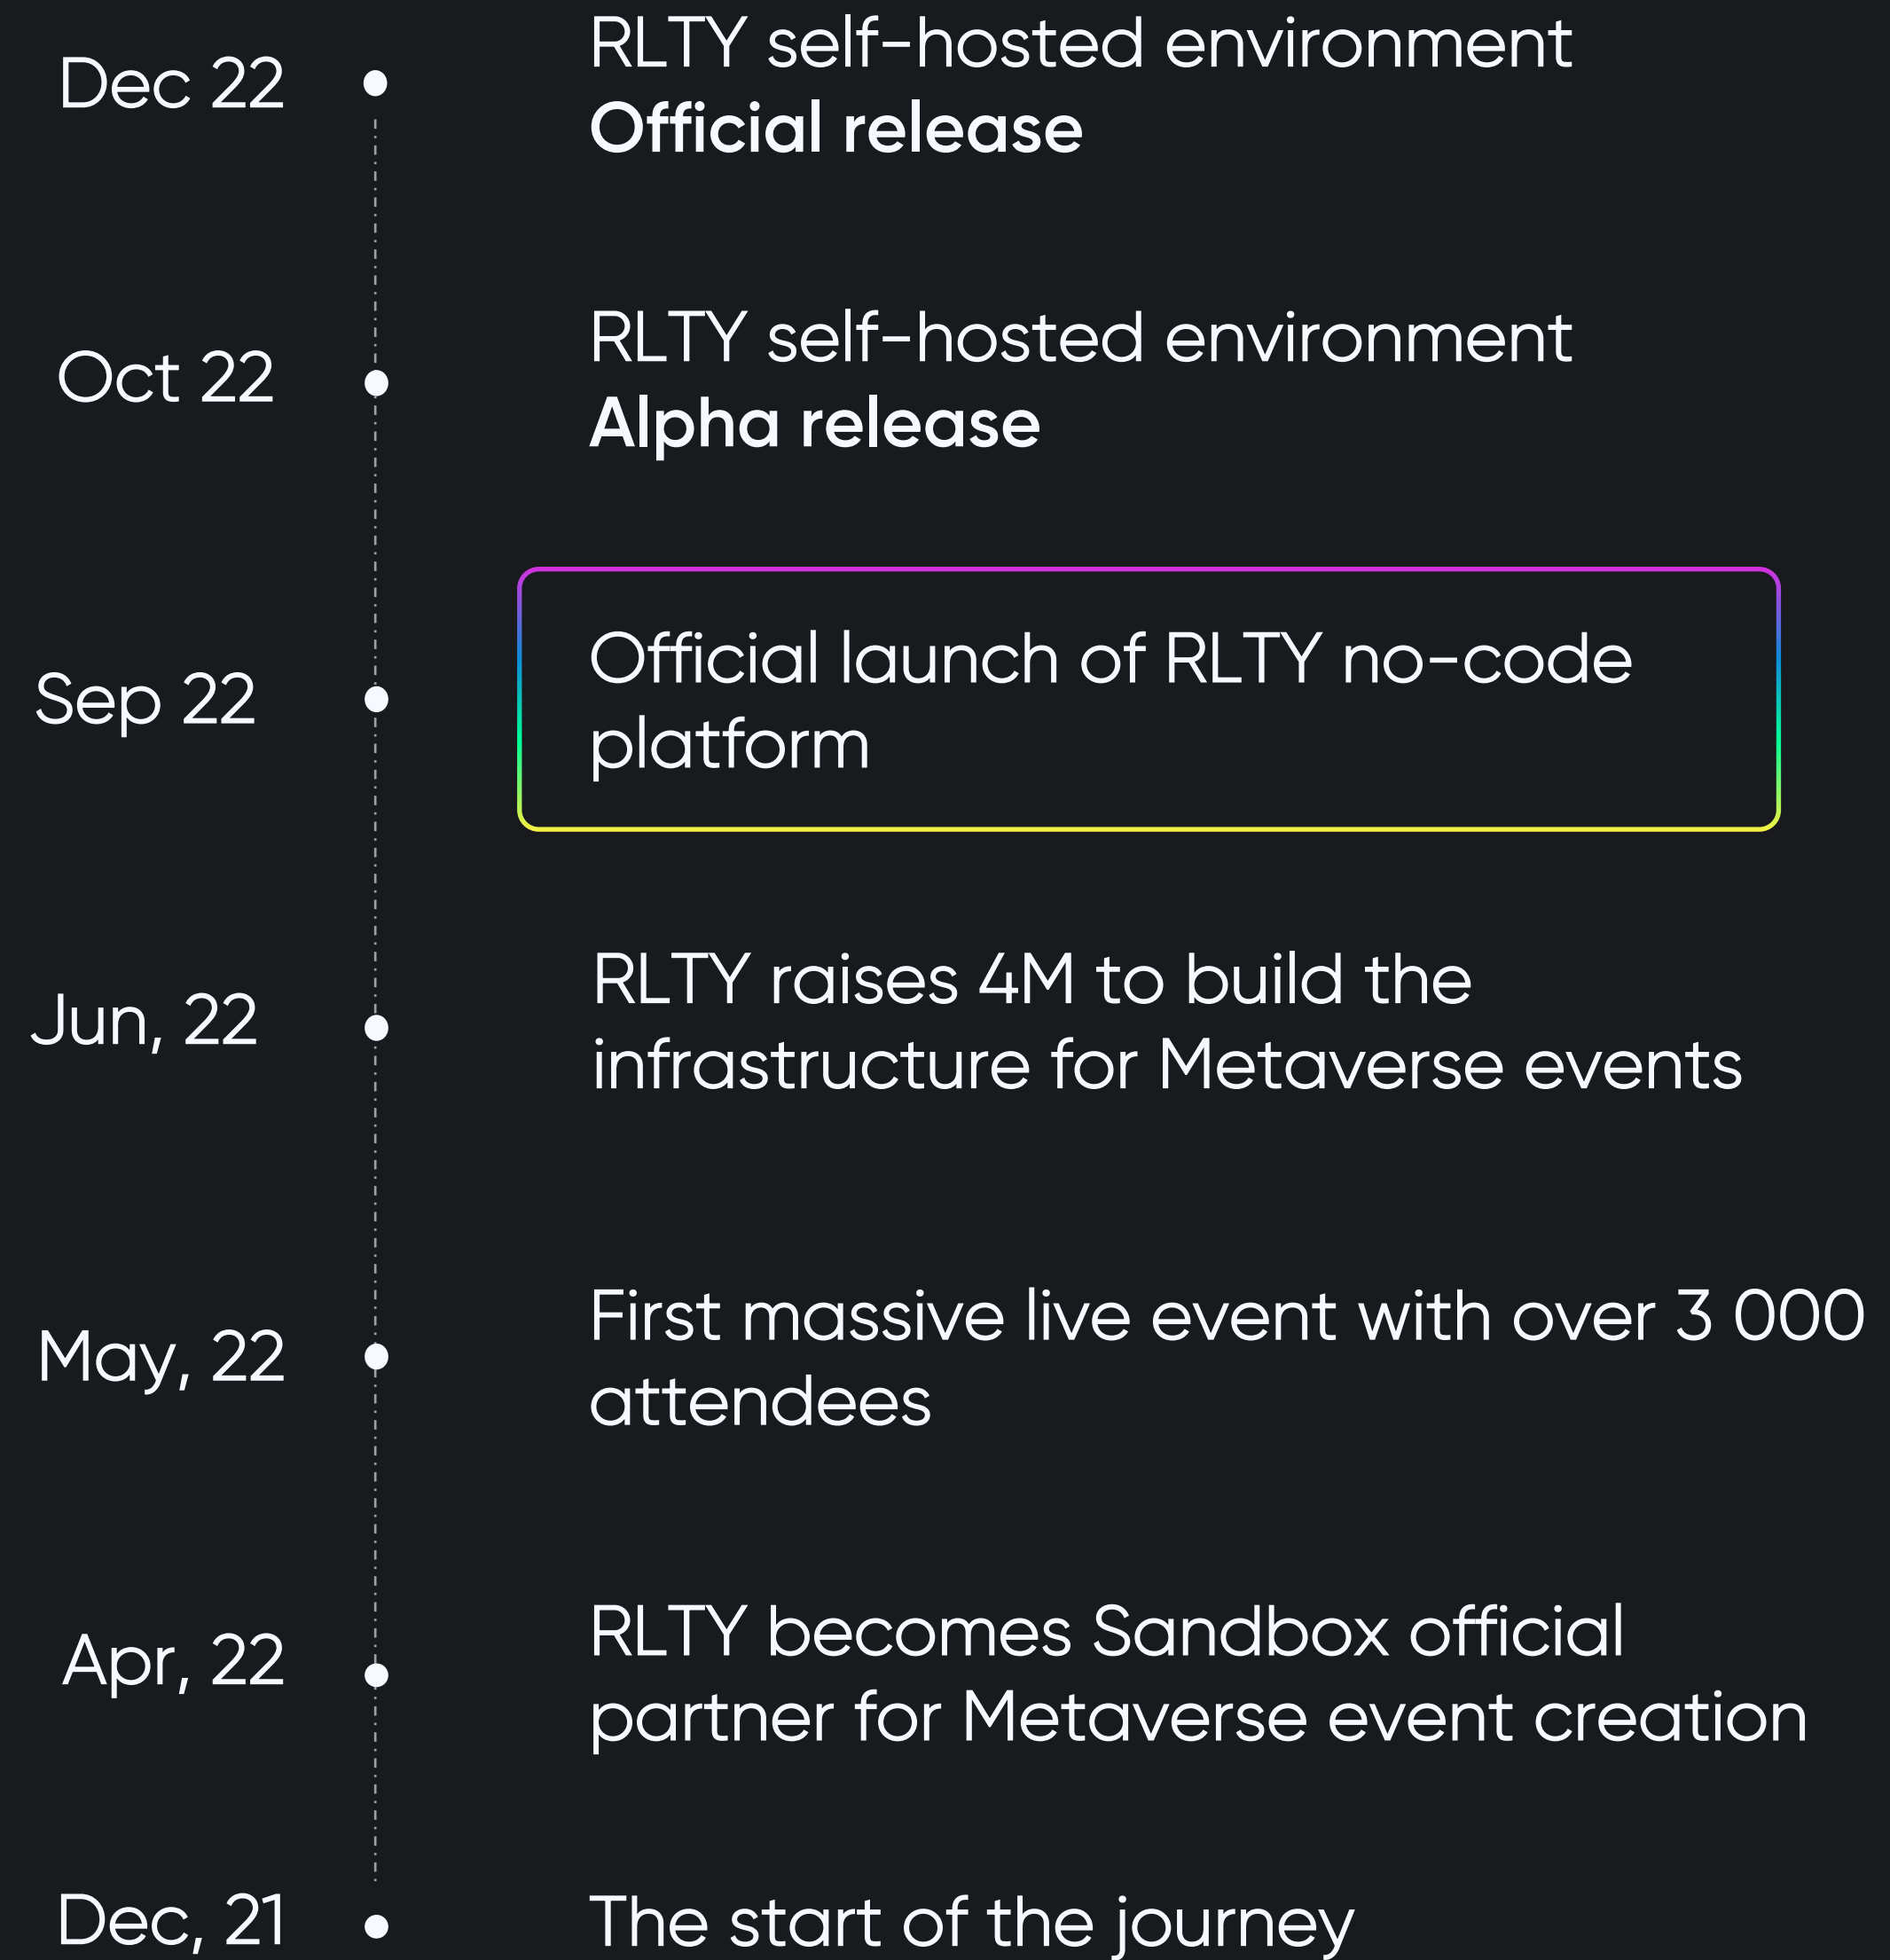 Dec 22
RLTY self-hosted environment
Official release
Oct 22
RLTY self-hosted environment
Alpha release
Sep 22
Official launch of RLTY no-code
platform
Jun, 22
RLTY raises 4M to build the
infrastructure for Metaverse events
May, 22
First massive live event with over 3 000
attendees
Apr, 22
RLTY becomes Sandbox official
partner for Metaverse event creation
Dec, 21
The start of the journey